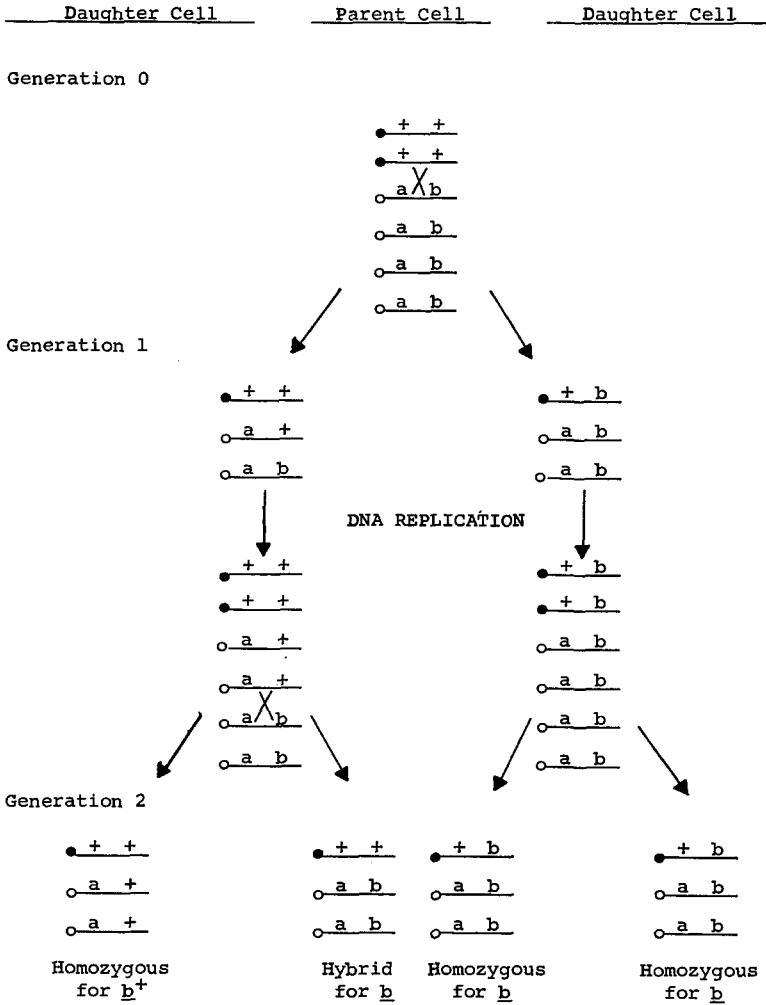 Daughter Cell Parent Cell Daughter Cell
Generation 0
+ +
+ +
a b
a b
a b
a b
Generation 1
+ + + b
a + a b
a b a b
DNA REPLICATION
+ + + b
+ + + b
a + a b
a + a b
a b a b
a b a b
Generation 2
+ + + + + b + b
a + a b a b a b
a + a b a b a b
Homozygous Hybrid Homozygous Homozygous
for b+ for b for b for b